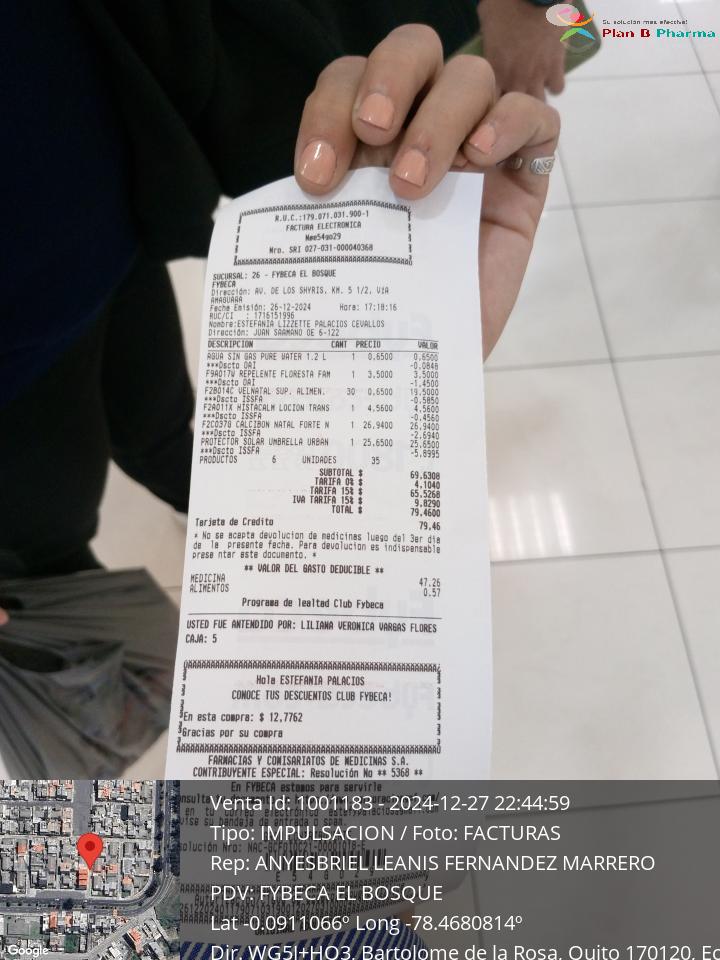 Su solución más efectiva!
Plan B Pharma
R.U.C.:179.071.031.900-1
FACTURA ELECTRONICA
Nro. SRI 027-031-000040368
SUCURSAL: 26 - FYBECA EL BOSQUE
FYBECA
Dirección: AV. DE LOS SHYRIS, KM. 5 1/2, VIA
AMAGUAÑA
Fecha Emisión: 26-12-2024 Hora: 17:18:16
RUC/CI : 1716151996
Nombre:ESTEFANIA LIZZETTE PALACIOS CEVALLOS
Dirección: JUAN SAAMANO OE 6-122
DESCRIPCION CANT PRECIO VALOR
AGUA SIN GAS PURE WATER 1.2 L 1 0.6500 0.6500
***Dscto OAI -0.0848
F9A017W REPELENTE FLORESTA FAM 1 3.5000 3.5000
***Dscto OAI -1.4500
F2B014C VELNATAL SUP. ALIMEN. 30 0.6500 19.5000
***Dscto ISSFA -0.5850
F2A011X HISTACALM LOCION TRANS 1 4.5600 4.5600
***Dscto ISSFA -0.4560
F2C037G CALCIBON NATAL FORTE N 1 26.9400 26.9400
***Dscto ISSFA -2.6940
PROTECTOR SOLAR UMBRELLA URBAN 1 25.6500 25.6500
***Dscto ISSFA -5.8995
PRODUCTOS 6 UNIDADES 35
SUBTOTAL $ 69.6308
TARIFA 0% $ 4.1040
TARIFA 15% $ 65.5268
IVA TARIFA 15% $ 9.8290
TOTAL $ 79.4600
Tarjeta de Credito 79.46
* No se acepta devolucion de medicinas luego del 3er dia
de la presente fecha. Para devolucion es indispensable
prese ntar este documento. *
** VALOR DEL GASTO DEDUCIBLE **
MEDICINA 47.26
ALIMENTOS 0.57
Programa de lealtad Club Fybeca
USTED FUE ANTENDIDO POR: LILIANA VERONICA VARGAS FLORES
CAJA: 5
Hola ESTEFANIA PALACIOS
CONOCE TUS DESCUENTOS CLUB FYBECA!
En esta compra: $ 12,7762
Gracias por su compra
FARMACIAS Y COMISARIATOS DE MEDICINAS S.A.
CONTRIBUYENTE ESPECIAL: Resolución No ** 5368 **
En FYBECA estamos para servirle
Venta Id: 1001183 - 2024-12-27 22:44:59
Tipo: IMPULSACION / Foto: FACTURAS
Rep: ANYESBRIEL LEANIS FERNANDEZ MARRERO
PDV: FYBECA EL BOSQUE
Lat -0.0911066º Long -78.4680814º
Dir. WG5J+HQ3, Bartolome de la Rosa, Quito 170120, Ec
Google